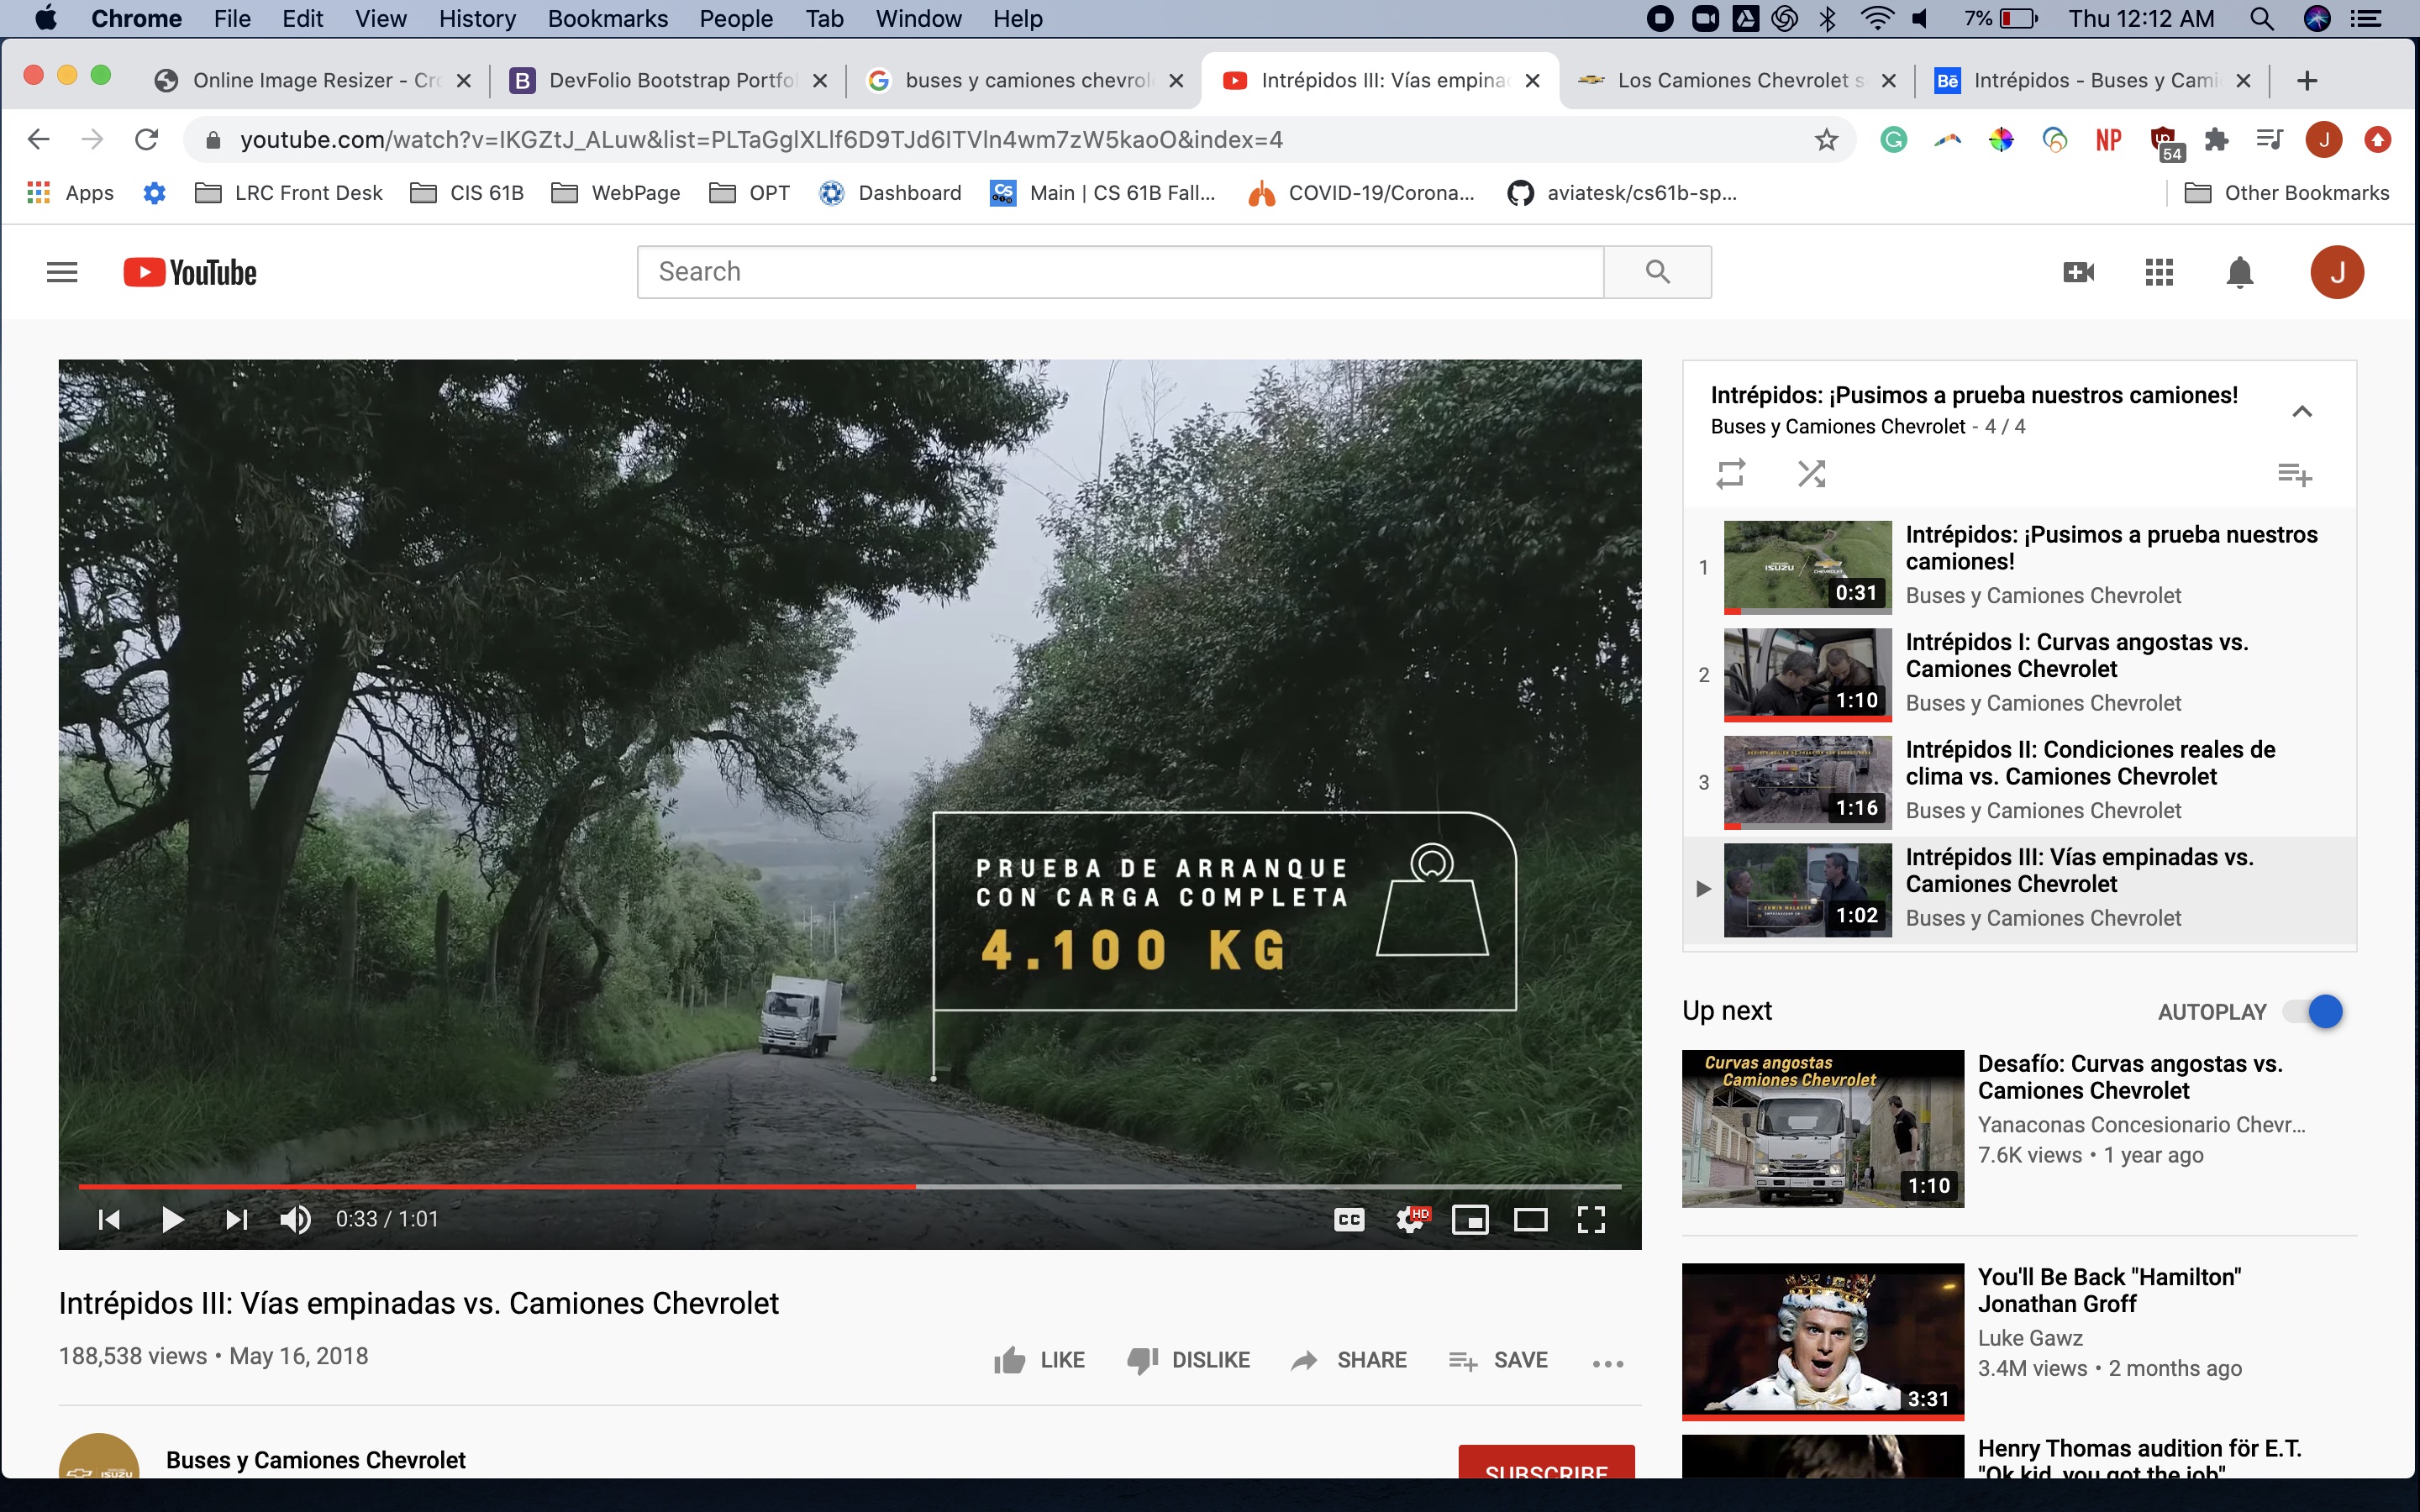 Chrome File Edit View History Bookmarks People Tab Window Help 7% Thu 12:12 AM
Online Image Resizer - Cr DevFolio Bootstrap Portfo buses y camiones chevrol Intrépidos III: Vías empina Los Camiones Chevrolet s Bē Intrépidos - Buses y Cami
youtube.com/watch?v=IKGZtJ_ALuw&list=PLTaGglXLlf6D9TJd6ITVln4wm7zW5kaoO&index=4 NP 54 J
Apps LRC Front Desk CIS 61B WebPage OPT Dashboard CS Main | CS 61B Fall... COVID-19/Corona... aviatesk/cs61b-sp... Other Bookmarks
YouTube Search J
PRUEBA DE ARRANQUE
CON CARGA COMPLETA
4.100 KG
0:33 / 1:01 CC HD
Intrépidos III: Vías empinadas vs. Camiones Chevrolet
188,538 views • May 16, 2018
LIKE DISLIKE SHARE SAVE
Buses y Camiones Chevrolet
SUBSCRIBE
Intrépidos: ¡Pusimos a prueba nuestros camiones!
Buses y Camiones Chevrolet - 4 / 4
1
ISUZU CHEVROLET
0:31
Intrépidos: ¡Pusimos a prueba nuestros
camiones!
Buses y Camiones Chevrolet
2
1:10
Intrépidos I: Curvas angostas vs.
Camiones Chevrolet
Buses y Camiones Chevrolet
3
1:16
Intrépidos II: Condiciones reales de
clima vs. Camiones Chevrolet
Buses y Camiones Chevrolet
1:02
Intrépidos III: Vías empinadas vs.
Camiones Chevrolet
Buses y Camiones Chevrolet
Up next AUTOPLAY
Curvas angostas
Camiones Chevrolet
1:10
Desafío: Curvas angostas vs.
Camiones Chevrolet
Yanaconas Concesionario Chevr...
7.6K views • 1 year ago
3:31
You'll Be Back "Hamilton"
Jonathan Groff
Luke Gawz
3.4M views • 2 months ago
Henry Thomas audition för E.T.
"Ok kid, you got the job"